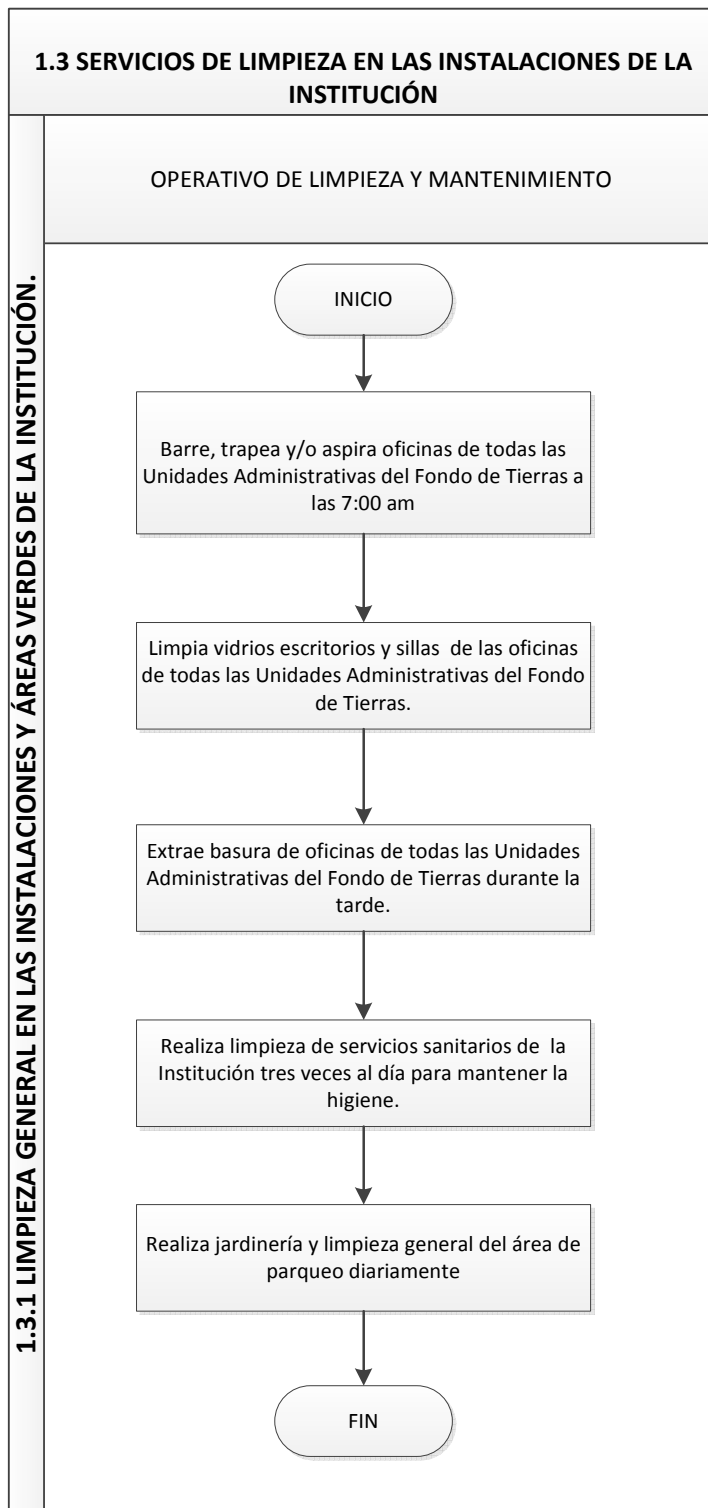 1.3 SERVICIOS DE LIMPIEZA EN LAS INSTALACIONES DE LA
INSTITUCIÓN
1.3.1 LIMPIEZA GENERAL EN LAS INSTALACIONES Y ÁREAS VERDES DE LA INSTITUCIÓN.
OPERATIVO DE LIMPIEZA Y MANTENIMIENTO
INICIO
Barre, trapea y/o aspira oficinas de todas las
Unidades Administrativas del Fondo de Tierras a
las 7:00 am
Limpia vidrios escritorios y sillas de las oficinas
de todas las Unidades Administrativas del Fondo
de Tierras.
Extrae basura de oficinas de todas las Unidades
Administrativas del Fondo de Tierras durante la
tarde.
Realiza limpieza de servicios sanitarios de la
Institución tres veces al día para mantener la
higiene.
Realiza jardinería y limpieza general del área de
parqueo diariamente
FIN